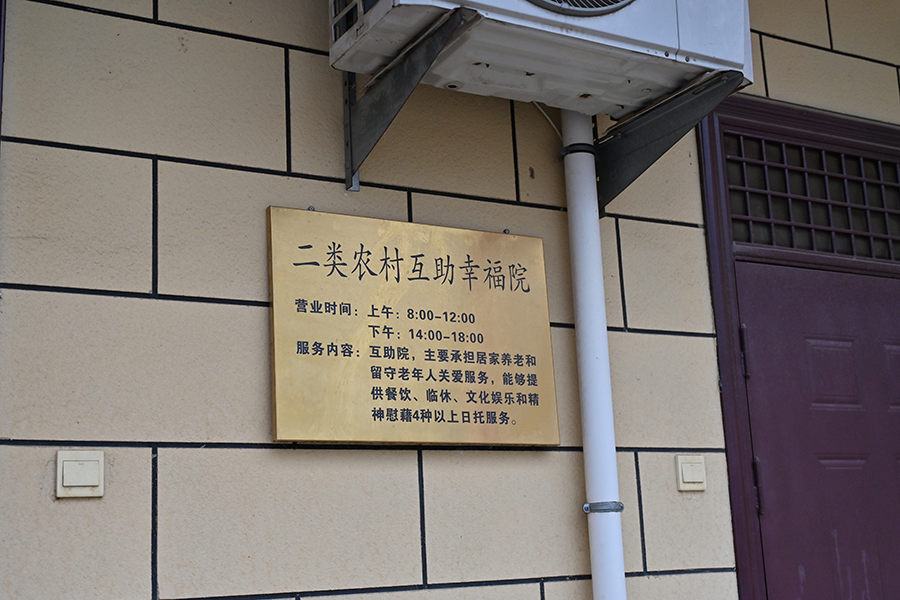 二类农村互助幸福院
营业时间：上午：8:00-12:00
下午：14:00-18:00
服务内容：互助院，主要承担居家养老和
留守老年人关爱服务，能够提
供餐饮、临休、文化娱乐和精
神慰藉4种以上日托服务。